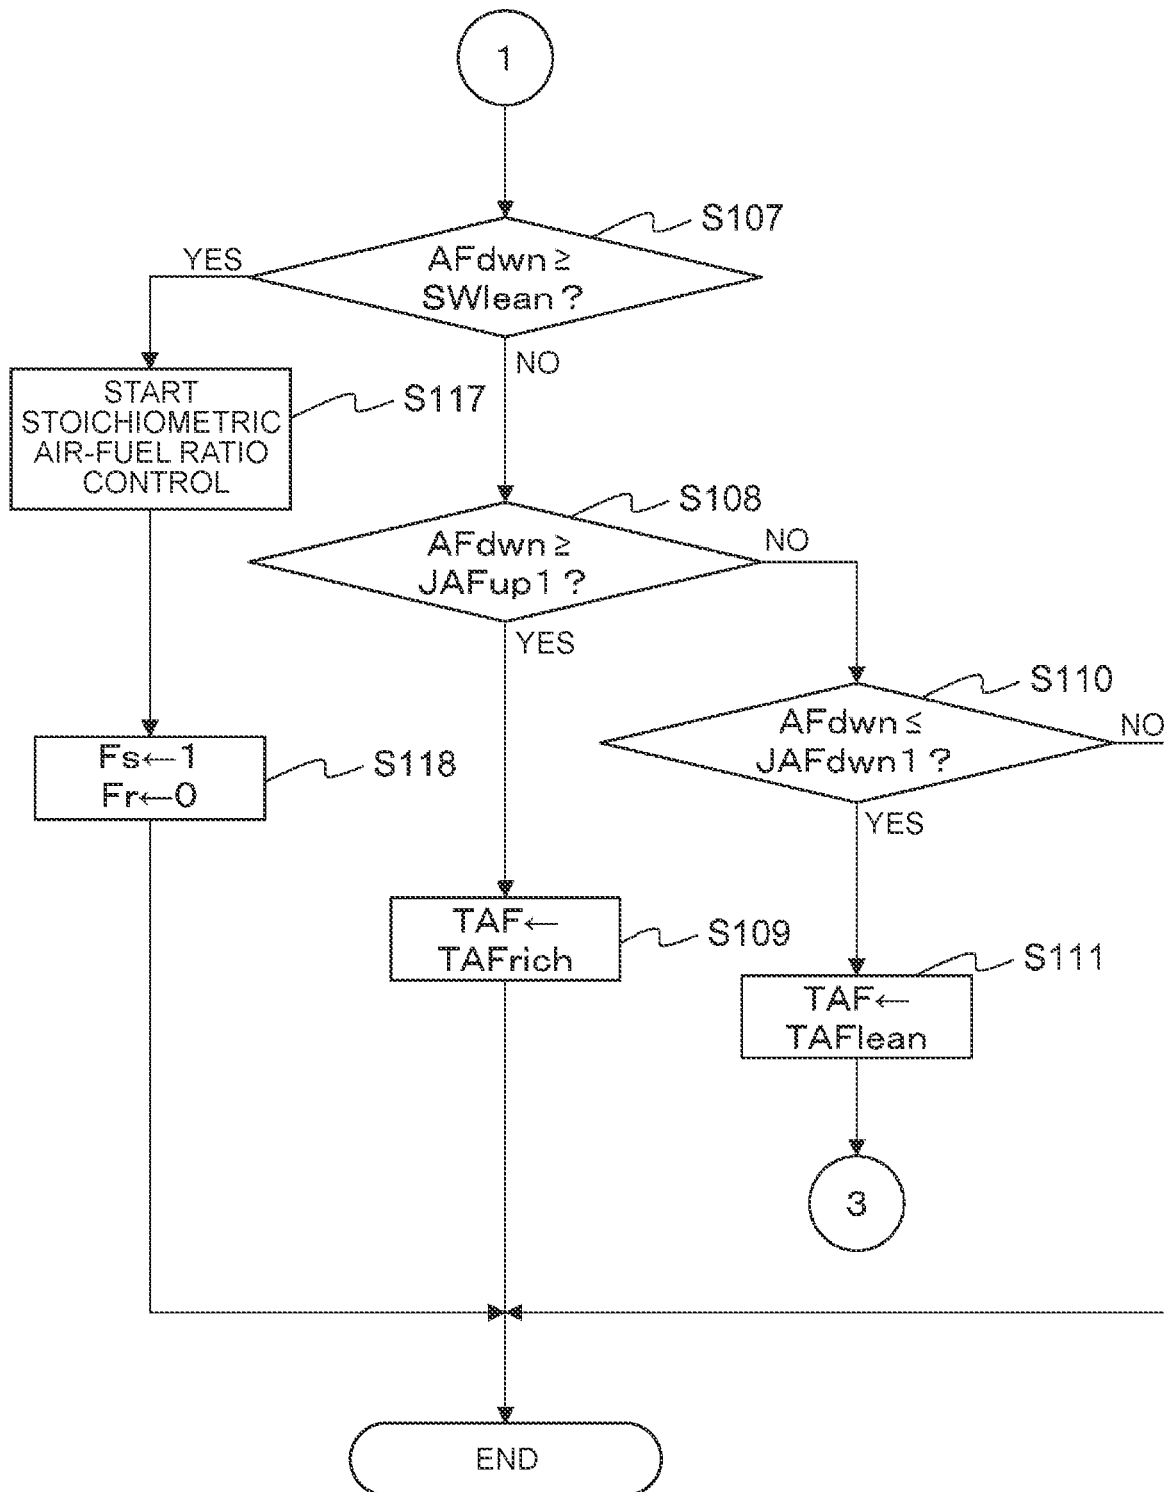 1
S107
YES
AFdwn ≥
SWlean ?
NO
START
STOICHIOMETRIC
AIR-FUEL RATIO
CONTROL
S117
S108
AFdwn ≥
JAFup1 ?
NO
YES
S110
AFdwn ≤
JAFdwn1 ?
NO
YES
Fs←1
Fr←0
S118
TAF←
TAFrich
S109
S111
TAF←
TAFlean
3
END